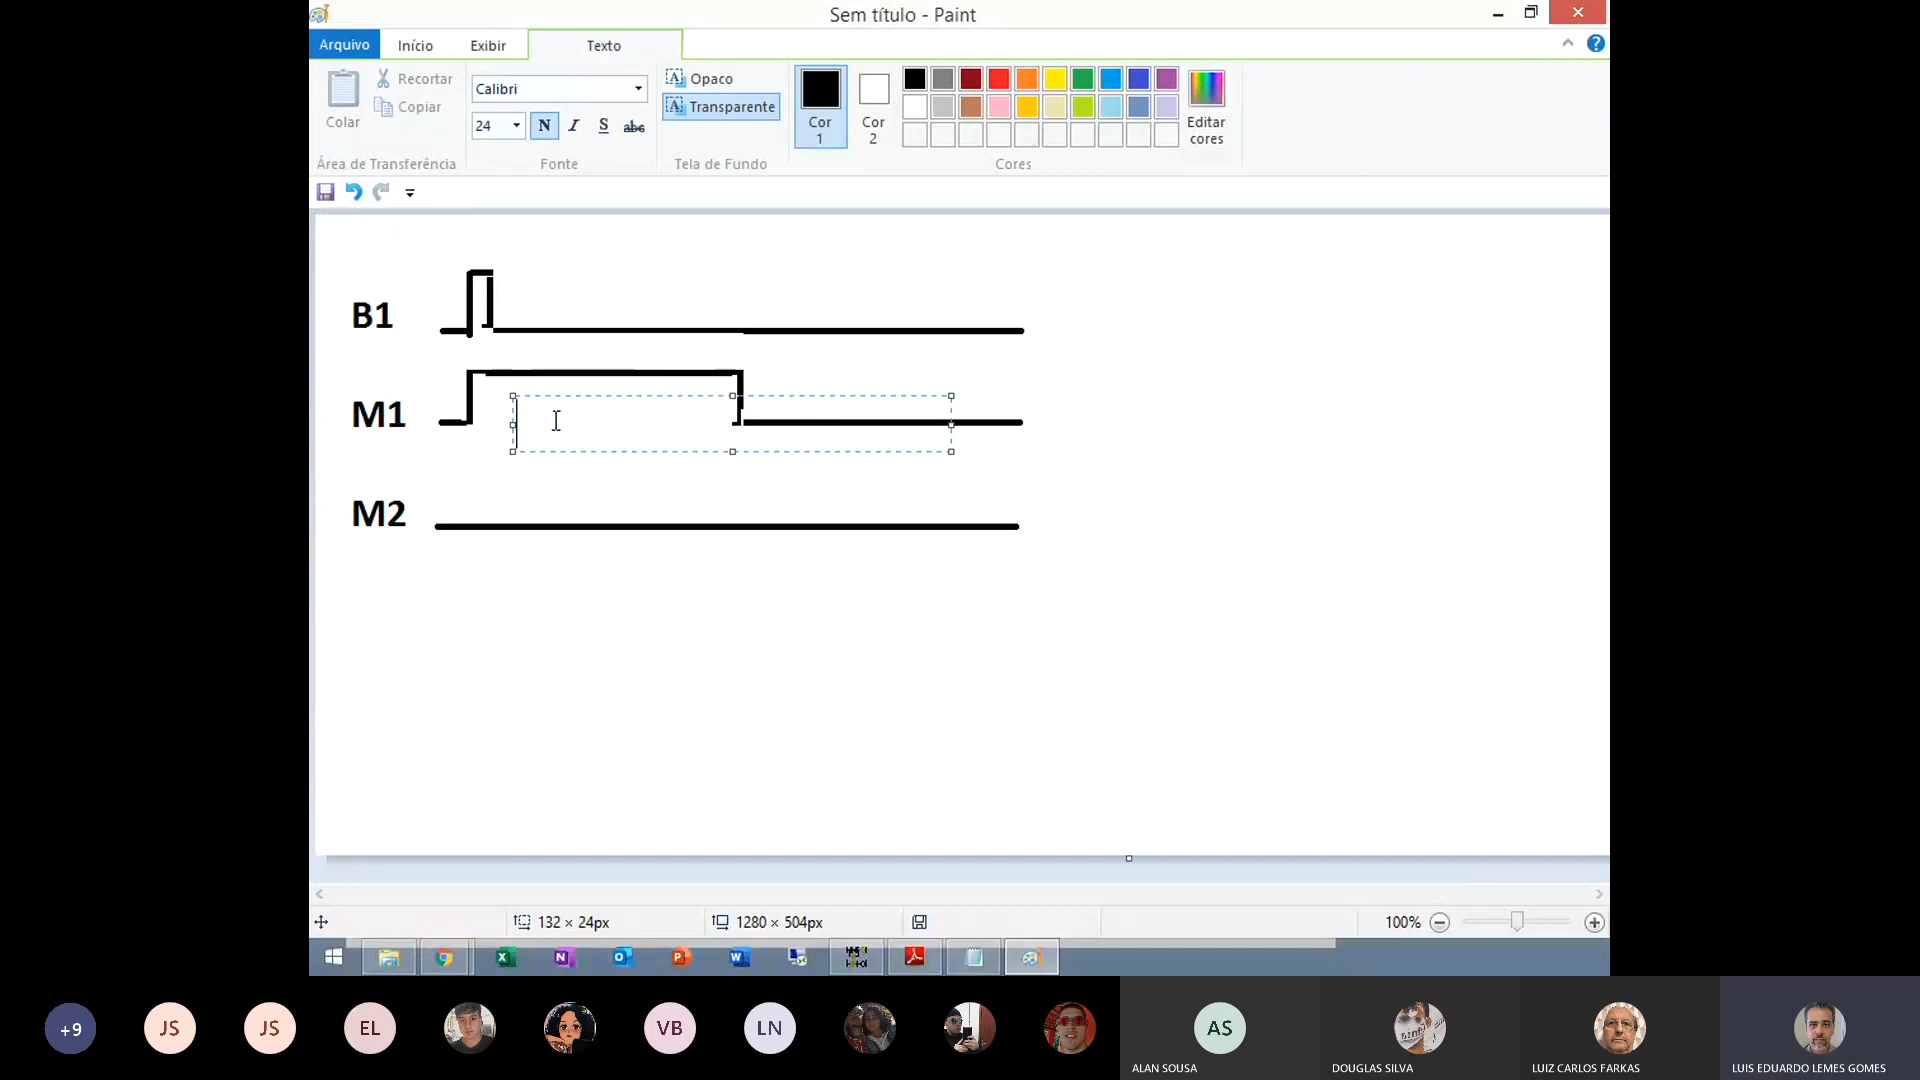 Sem título - Paint
Arquivo Início Exibir Texto
Recortar
Copiar
Colar
Área de Transferência
Calibri
24 N I S abc
Fonte
Opaco
Transparente
Tela de Fundo
Cor 1
Cor 2
Editar cores
Cores
B1
M1
M2
132 × 24px 1280 × 504px 100%
+9 JS JS EL VB LN AS
ALAN SOUSA DOUGLAS SILVA LUIZ CARLOS FARKAS LUIS EDUARDO LEMES GOMES